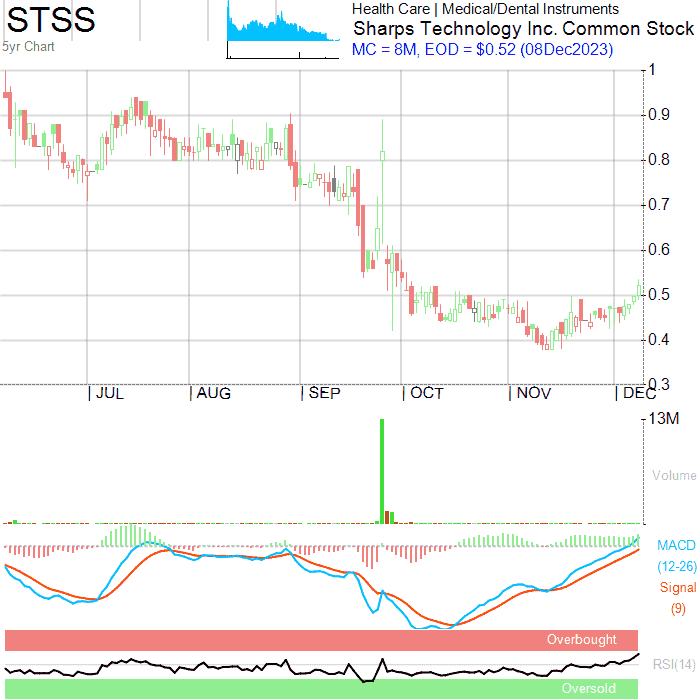 STSS
5yr Chart
Health Care | Medical/Dental Instruments
Sharps Technology Inc. Common Stock
MC = 8M, EOD = $0.52 (08Dec2023)
1
0.9
0.8
0.7
0.6
0.5
0.4
0.3
JUL
AUG
SEP
OCT
NOV
DEC
13M
Volume
MACD
(12-26)
Signal
(9)
Overbought
RSI(14)
Oversold